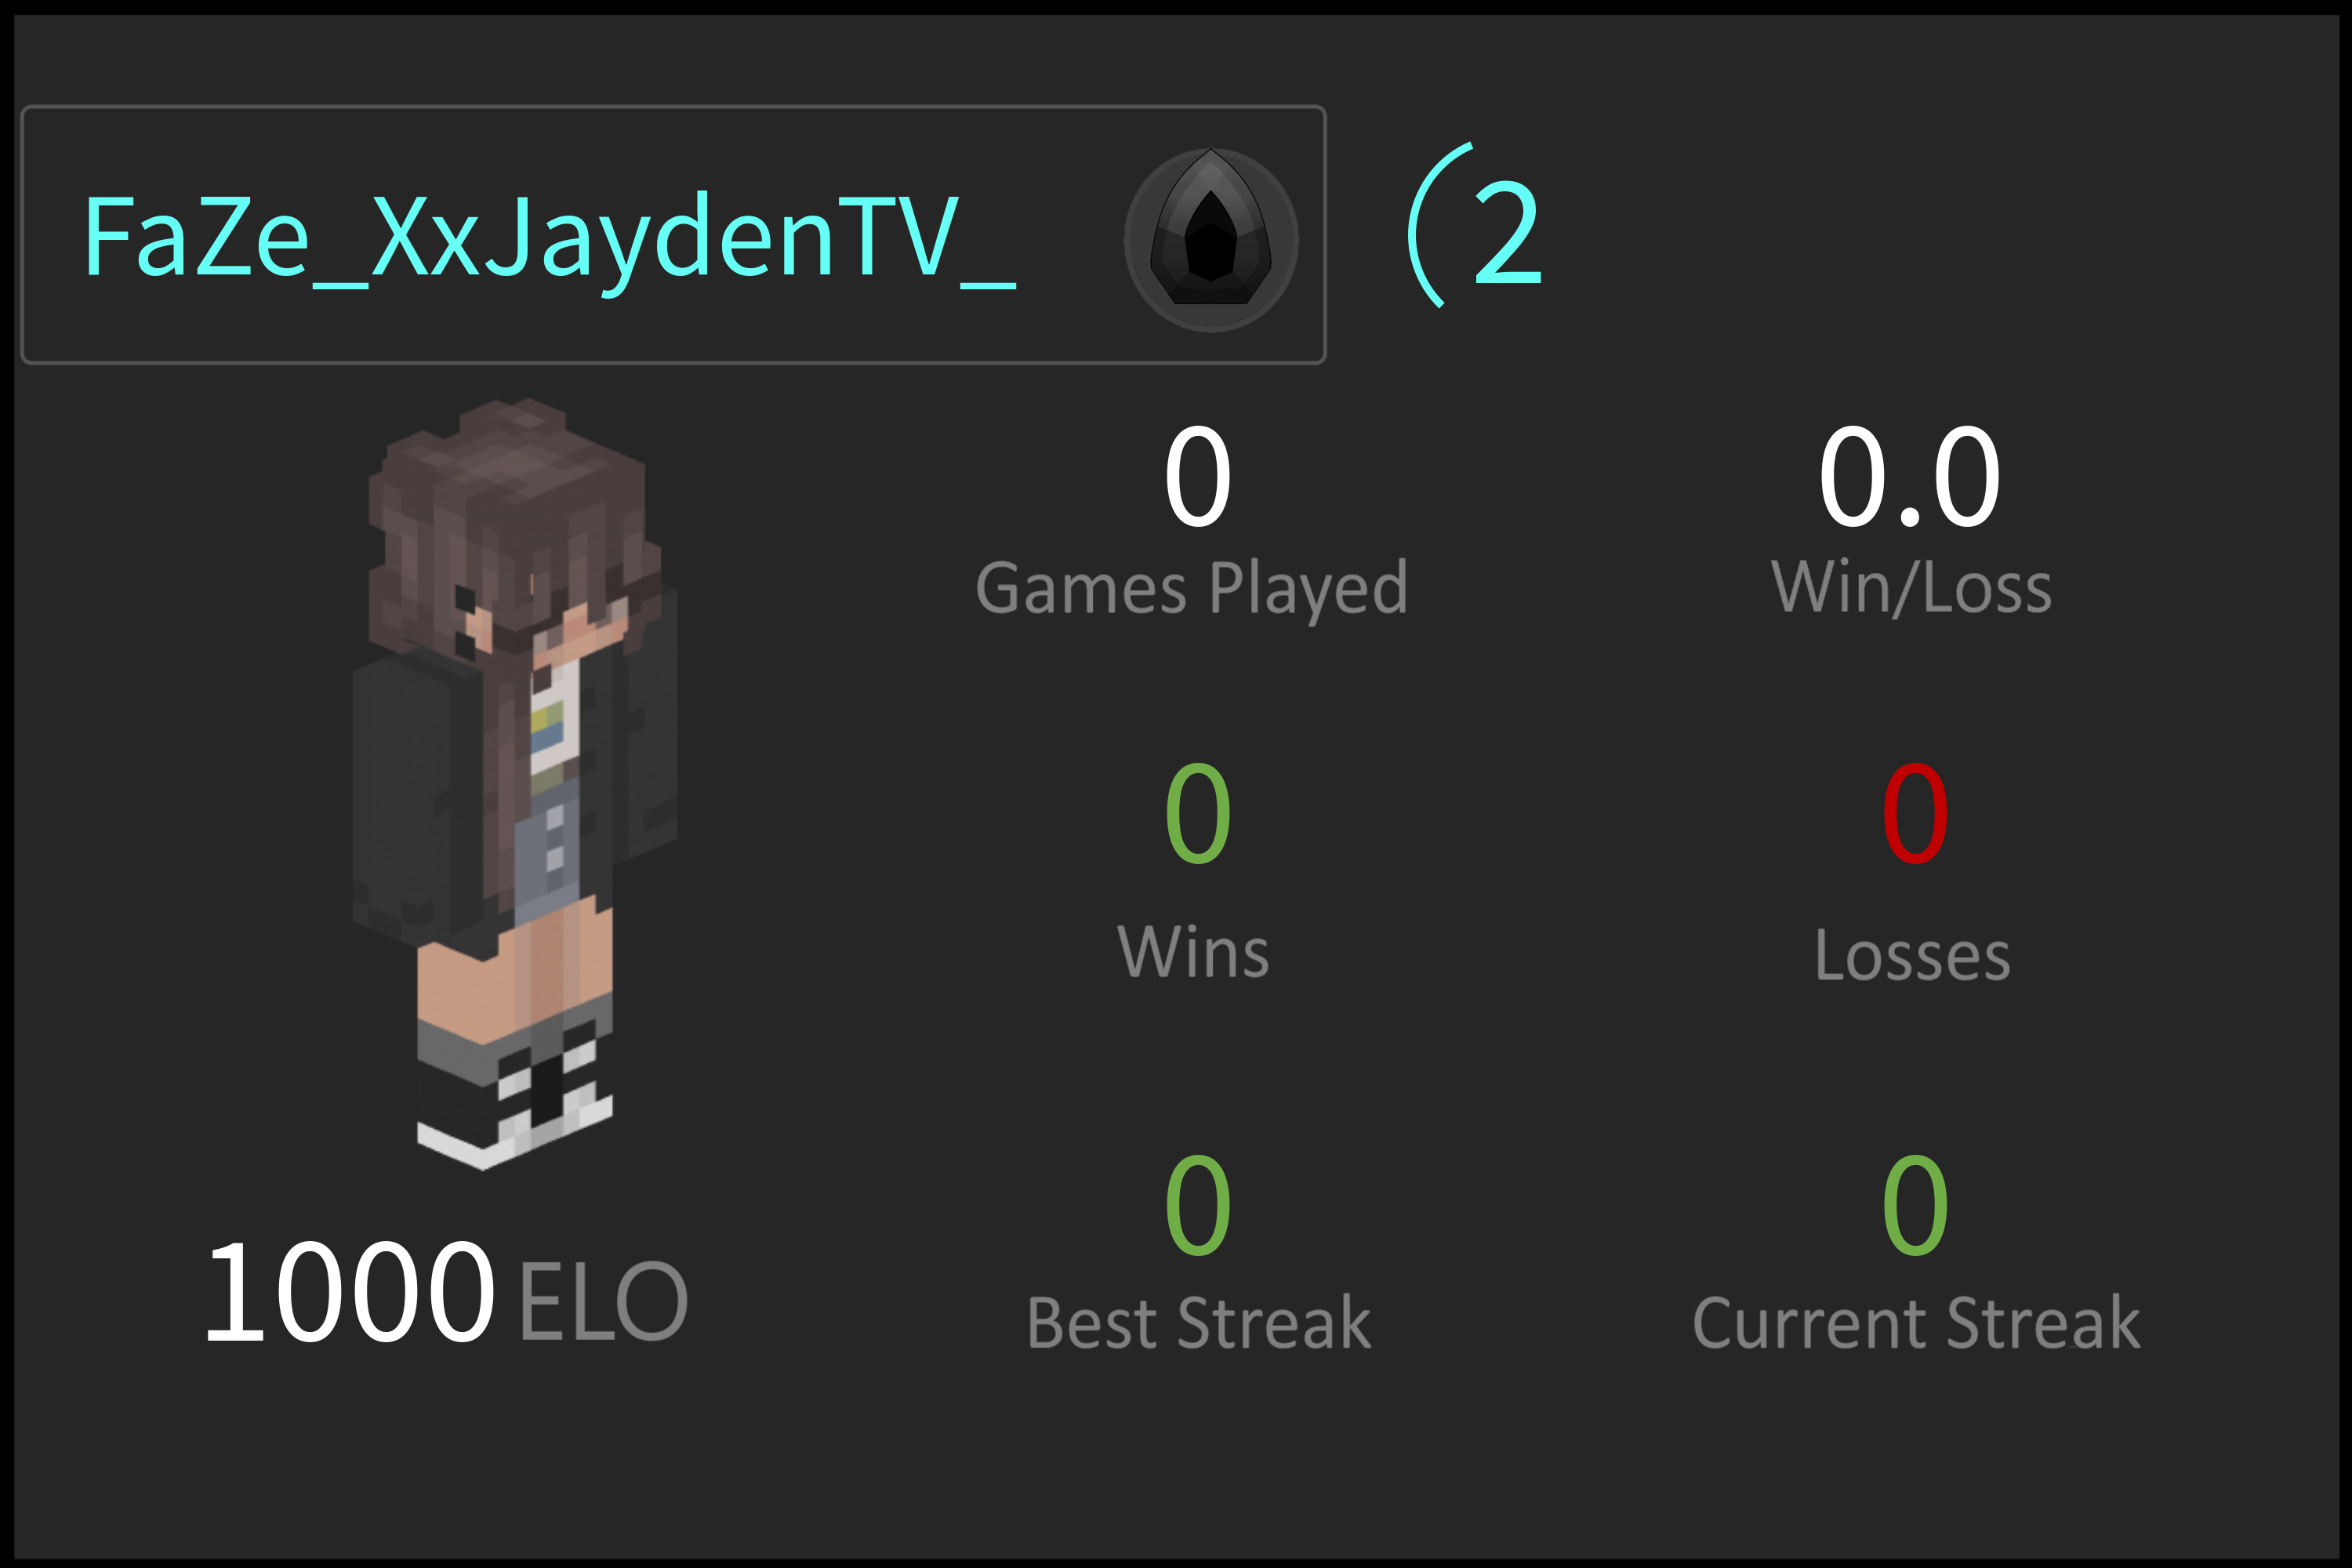 FaZe_XxJaydenTV_ (2
0 0.0
Games Played Win/Loss
0 0
Wins Losses
0 0
1000 ELO Best Streak Current Streak